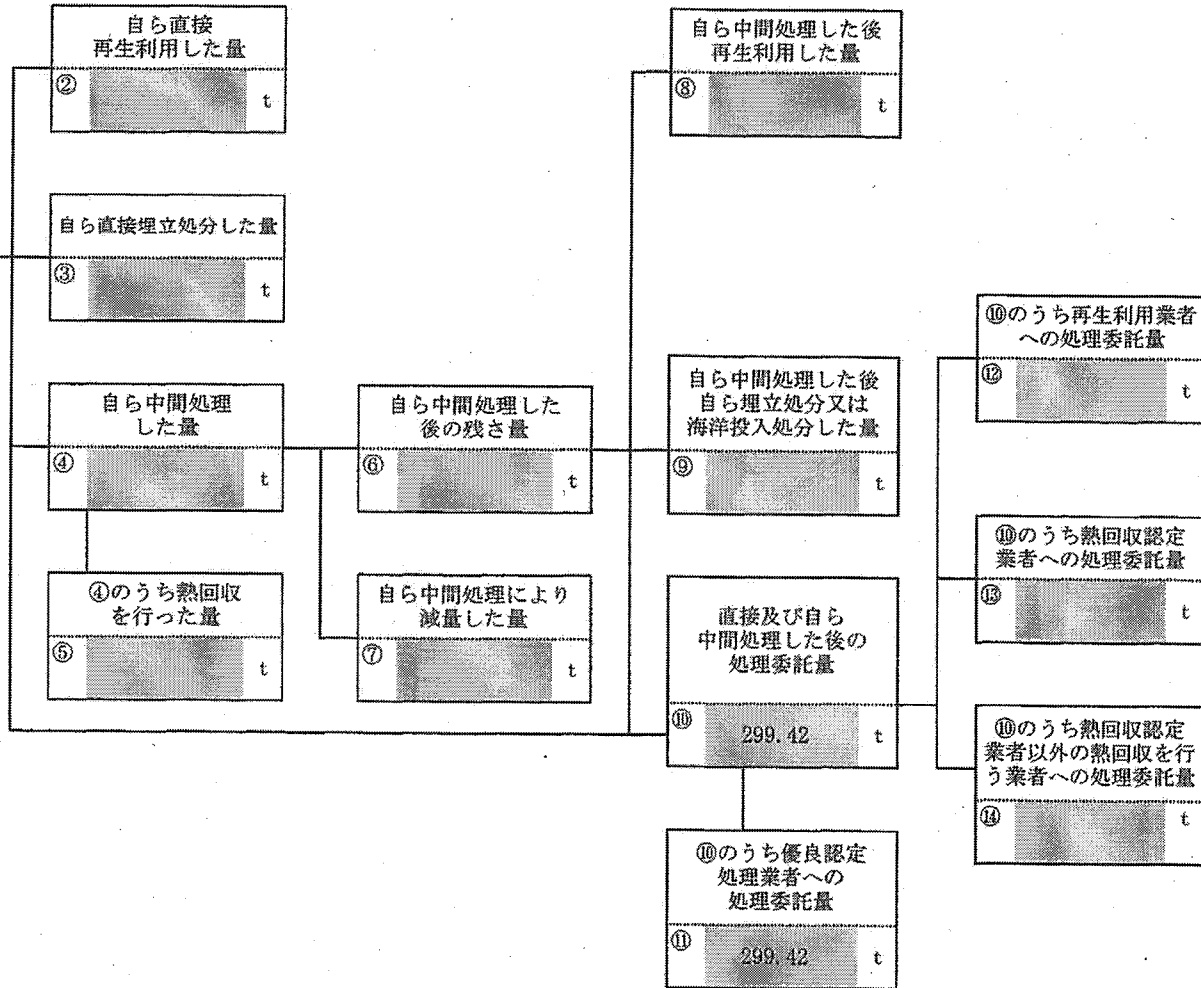 自ら直接
再生利用した量
② t
自ら直接埋立処分した量
③ t
自ら中間処理
した量
④ t
④のうち熱回収
を行った量
⑤ t
自ら中間処理した
後の残さ量
⑥ t
自ら中間処理により
減量した量
⑦ t
自ら中間処理した後
再生利用した量
⑧ t
自ら中間処理した後
自ら埋立処分又は
海洋投入処分した量
⑨ t
直接及び自ら
中間処理した後の
処理委託量
⑩ 299.42 t
⑩のうち優良認定
処理業者への
処理委託量
⑪ 299.42 t
⑩のうち再生利用業者
への処理委託量
⑫ t
⑩のうち熱回収認定
業者への処理委託量
⑬ t
⑩のうち熱回収認定
業者以外の熱回収を行
う業者への処理委託量
⑭ t